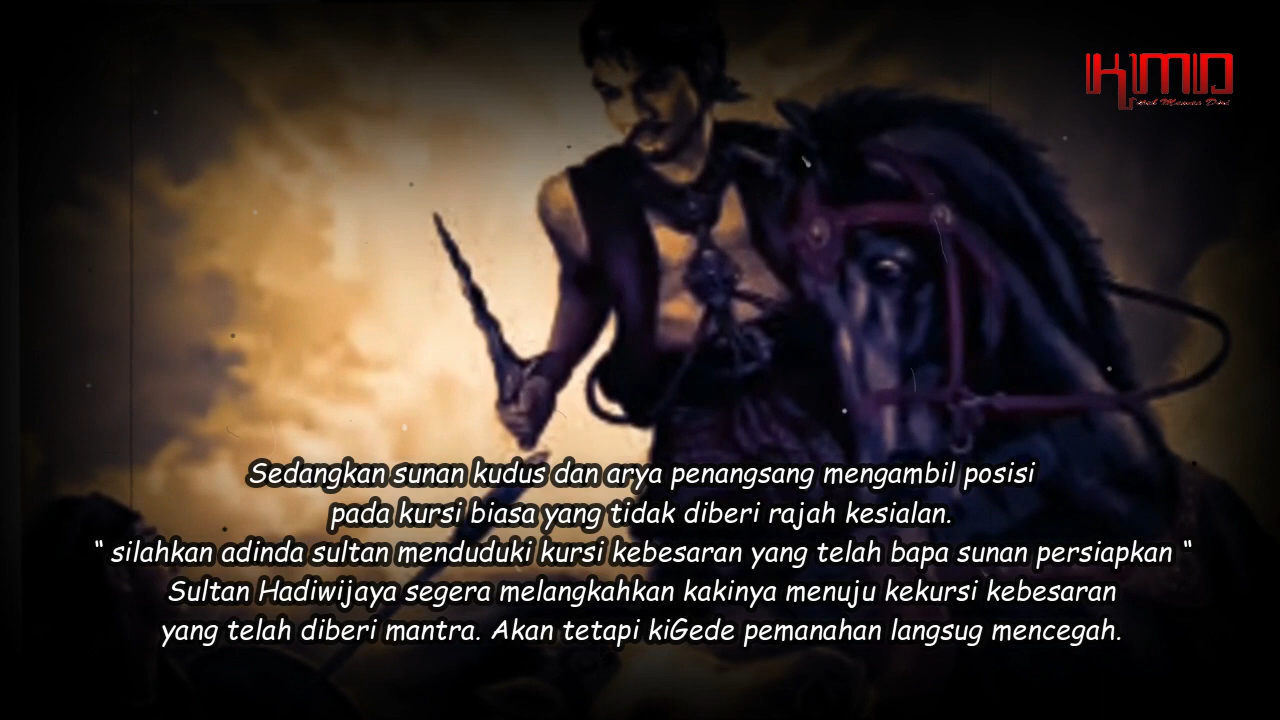 IKMD
Sedangkan sunan kudus dan arya penangsang mengambil posisi
pada kursi biasa yang tidak diberi rajah kesialan.
“ silahkan adinda sultan menduduki kursi kebesaran yang telah bapa sunan persiapkan “
Sultan Hadiwijaya segera melangkahkan kakinya menuju kekursi kebesaran
yang telah diberi mantra. Akan tetapi kiGede pemanahan langsug mencegah.